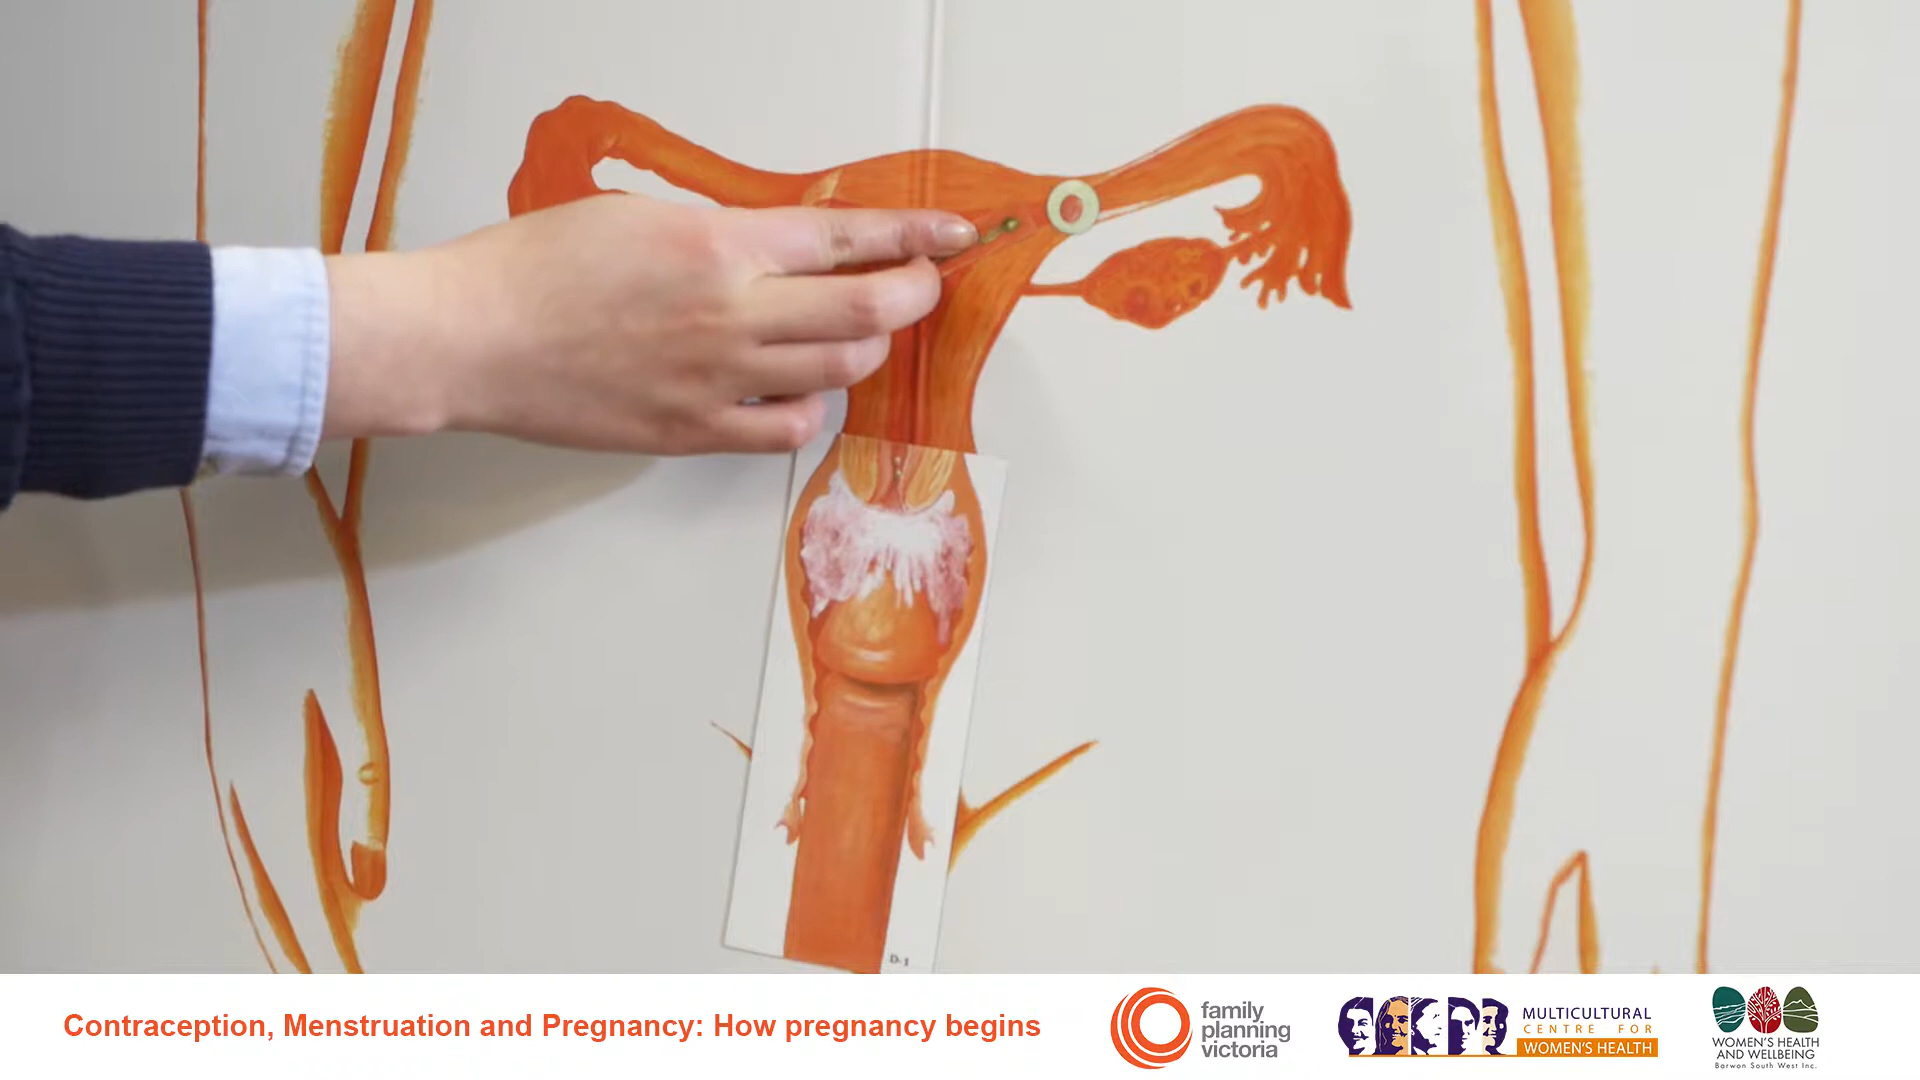 D-1
Contraception, Menstruation and Pregnancy: How pregnancy begins
family
planning
victoria
MULTICULTURAL
CENTRE FOR
WOMEN'S HEALTH
WOMEN'S HEALTH
AND WELLBEING
Barwon South West Inc.